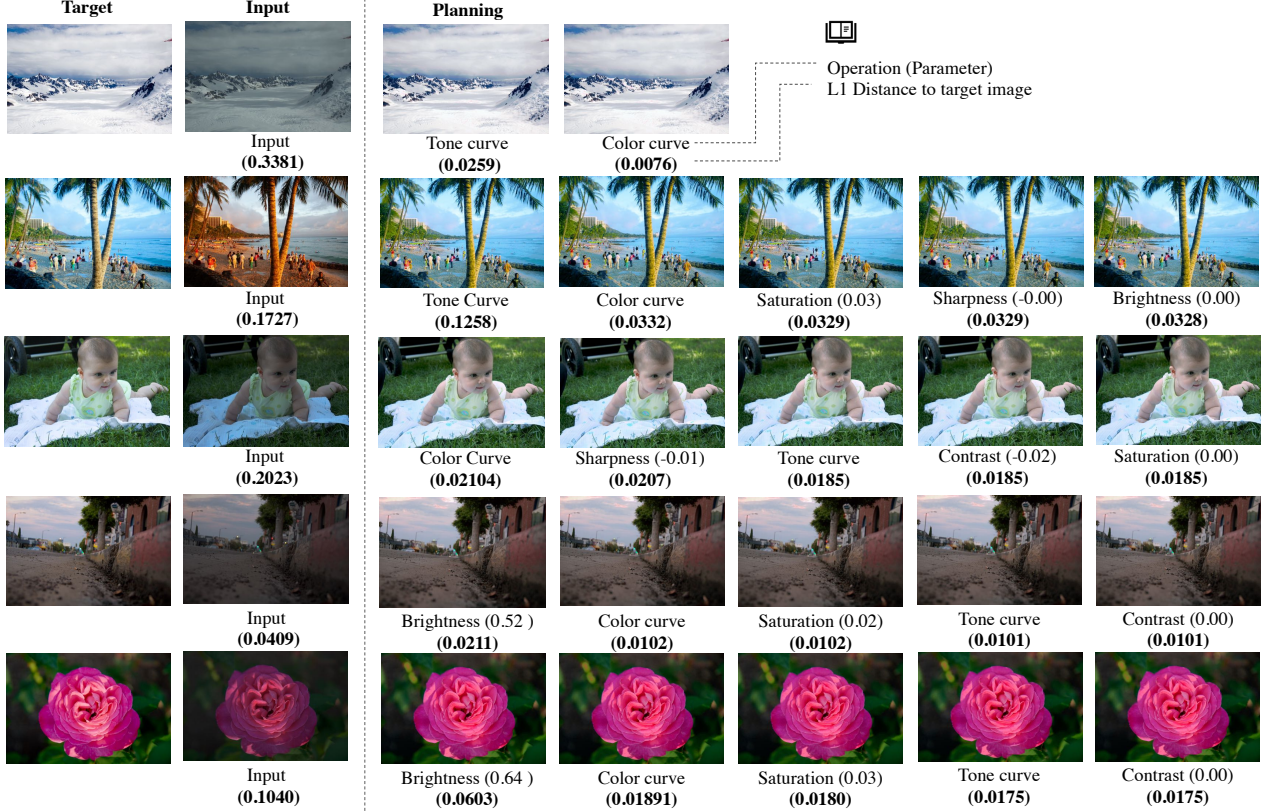 Target Input Planning
Operation (Parameter)
L1 Distance to target image
Input Tone curve Color curve
(0.3381) (0.0259) (0.0076)
Input Tone Curve Color curve Saturation (0.03) Sharpness (-0.00) Brightness (0.00)
(0.1727) (0.1258) (0.0332) (0.0329) (0.0329) (0.0328)
Input Color Curve Sharpness (-0.01) Tone curve Contrast (-0.02) Saturation (0.00)
(0.2023) (0.02104) (0.0207) (0.0185) (0.0185) (0.0185)
Input Brightness (0.52 ) Color curve Saturation (0.02) Tone curve Contrast (0.00)
(0.0409) (0.0211) (0.0102) (0.0102) (0.0101) (0.0101)
Input Brightness (0.64 ) Color curve Saturation (0.03) Tone curve Contrast (0.00)
(0.1040) (0.0603) (0.01891) (0.0180) (0.0175) (0.0175)